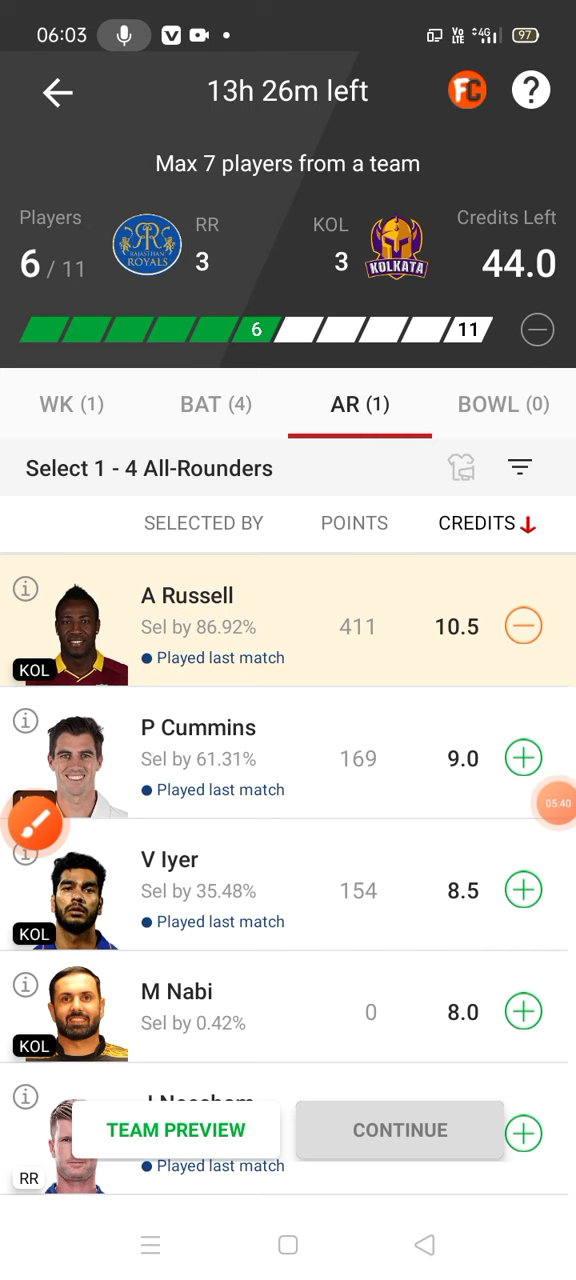 06:03 V VoLTE 4G 97
← 13h 26m left FC ?
Max 7 players from a team
Players RR KOL Credits Left
RR RAJASTHAN ROYALS KOLKATA
6 / 11 3 3 44.0
6 11
WK (1) BAT (4) AR (1) BOWL (0)
Select 1 - 4 All-Rounders
SELECTED BY POINTS CREDITS
A Russell
Sel by 86.92% 411 10.5
Played last match
KOL
P Cummins
Sel by 61.31% 169 9.0
Played last match
05:40
V Iyer
Sel by 35.48% 154 8.5
Played last match
KOL
M Nabi
Sel by 0.42% 0 8.0
KOL
TEAM PREVIEW CONTINUE
Played last match
RR